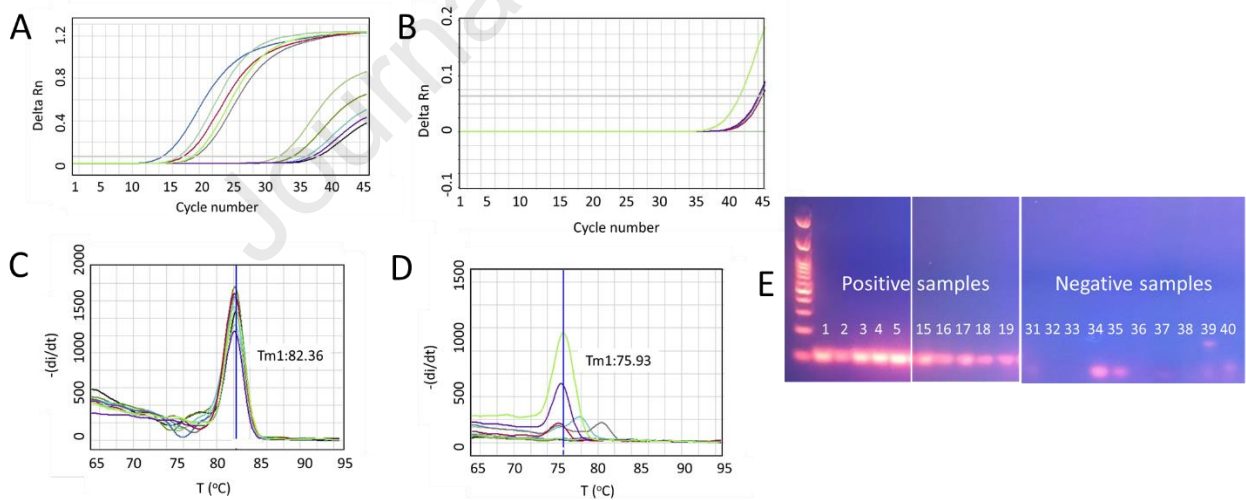 Journal
A
Delta Rn
1.2
0.8
0.4
0
1 5 10 15 20 25 30 35 40 45
Cycle number
B
Delta Rn
0.2
0.1
0
-0.1
1 5 10 15 20 25 30 35 40 45
Cycle number
C
-(di/dt)
2000
1500
1000
500
0
Tm1:82.36
65 70 75 80 85 90 95
T (°C)
D
-(di/dt)
1500
1000
500
0
Tm1:75.93
65 70 75 80 85 90 95
T (°C)
E
Positive samples
Negative samples
1 2 3 4 5 15 16 17 18 19 31 32 33 34 35 36 37 38 39 40